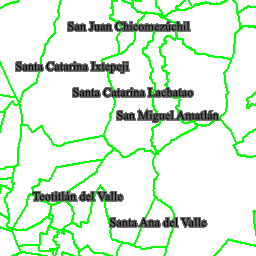 San Juan Chicomezúchil
Santa Catarina Ixtepeji
Santa Catarina Lachatao
San Miguel Amatlán
Teotitlán del Valle
Santa Ana del Valle